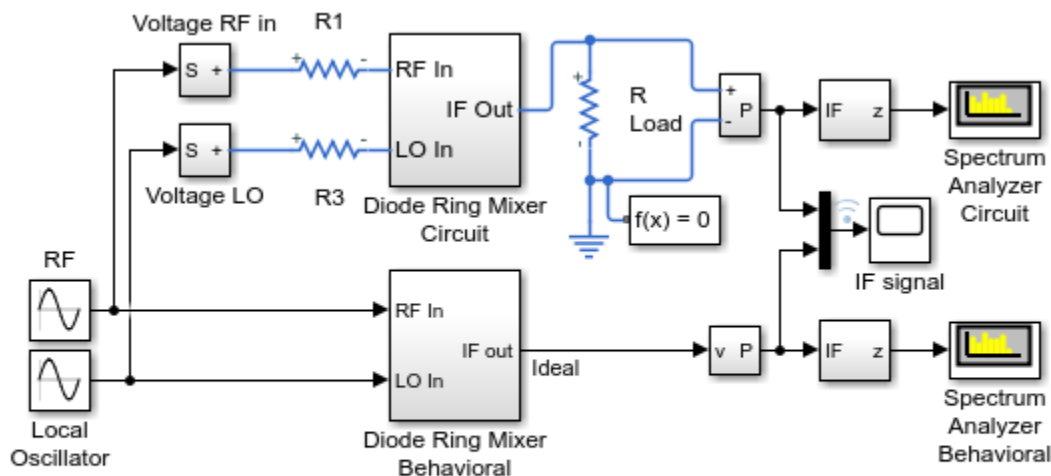 Voltage RF in
R1
S +
+
-
RF In
IF Out
LO In
S +
+
-
Voltage LO
R3
Diode Ring Mixer
Circuit
+
-
R
Load
+
-
P
IF z
Spectrum
Analyzer
Circuit
f(x) = 0
IF signal
RF
Local
Oscillator
RF In
IF out
LO In
Diode Ring Mixer
Behavioral
Ideal
v P
IF z
Spectrum
Analyzer
Behavioral